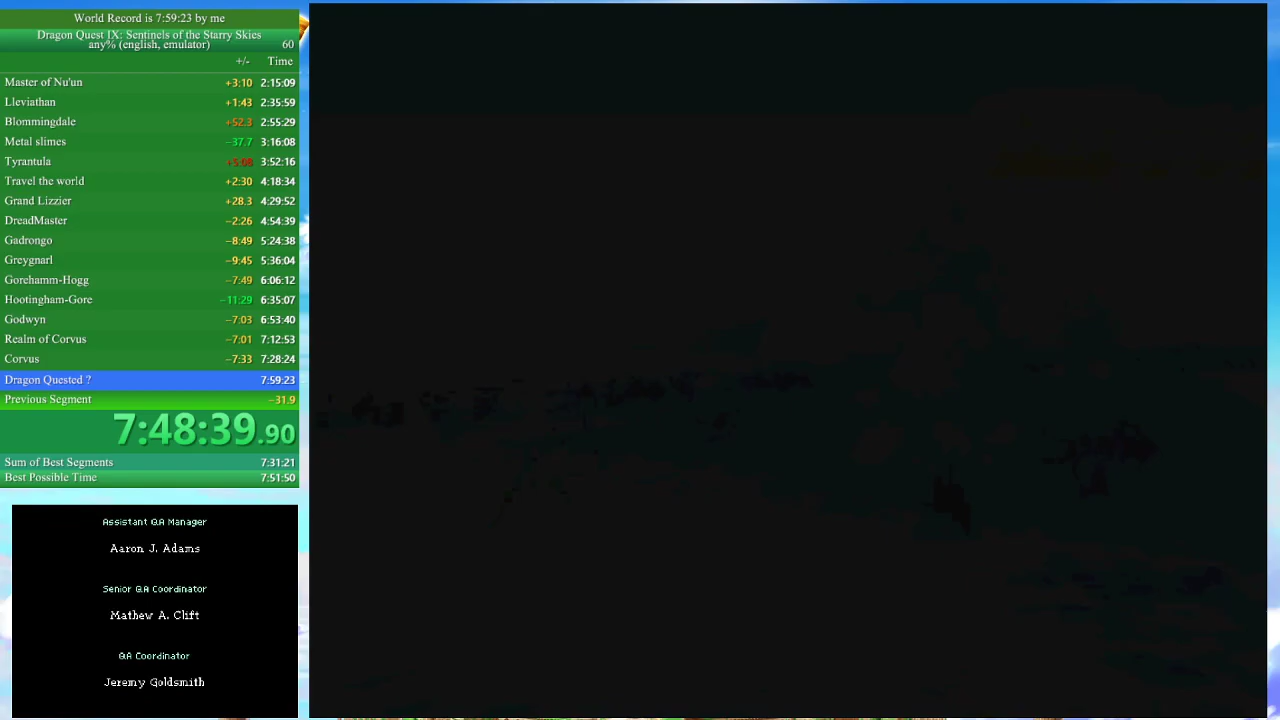 World Record is 7:59:23 by me
Dragon Quest IX: Sentinels of the Starry Skies
any% (english, emulator) 60
+/- Time
Master of Nu'un +3:10 2:15:09
Lleviathan +1:43 2:35:59
Blommingdale +52.3 2:55:29
Metal slimes −37.7 3:16:08
Tyrantula +5:08 3:52:16
Travel the world +2:30 4:18:34
Grand Lizzier +28.3 4:29:52
DreadMaster −2:26 4:54:39
Gadrongo −8:49 5:24:38
Greygnarl −9:45 5:36:04
Gorehamm-Hogg −7:49 6:06:12
Hootingham-Gore −11:29 6:35:07
Godwyn −7:03 6:53:40
Realm of Corvus −7:01 7:12:53
Corvus −7:33 7:28:24
Dragon Quested ? 7:59:23
Previous Segment −31.9
7:48:39.90
Sum of Best Segments 7:31:21
Best Possible Time 7:51:50
Assistant QA Manager
Aaron J. Adams
Senior QA Coordinator
Mathew A. Clift
QA Coordinator
Jeremy Goldsmith